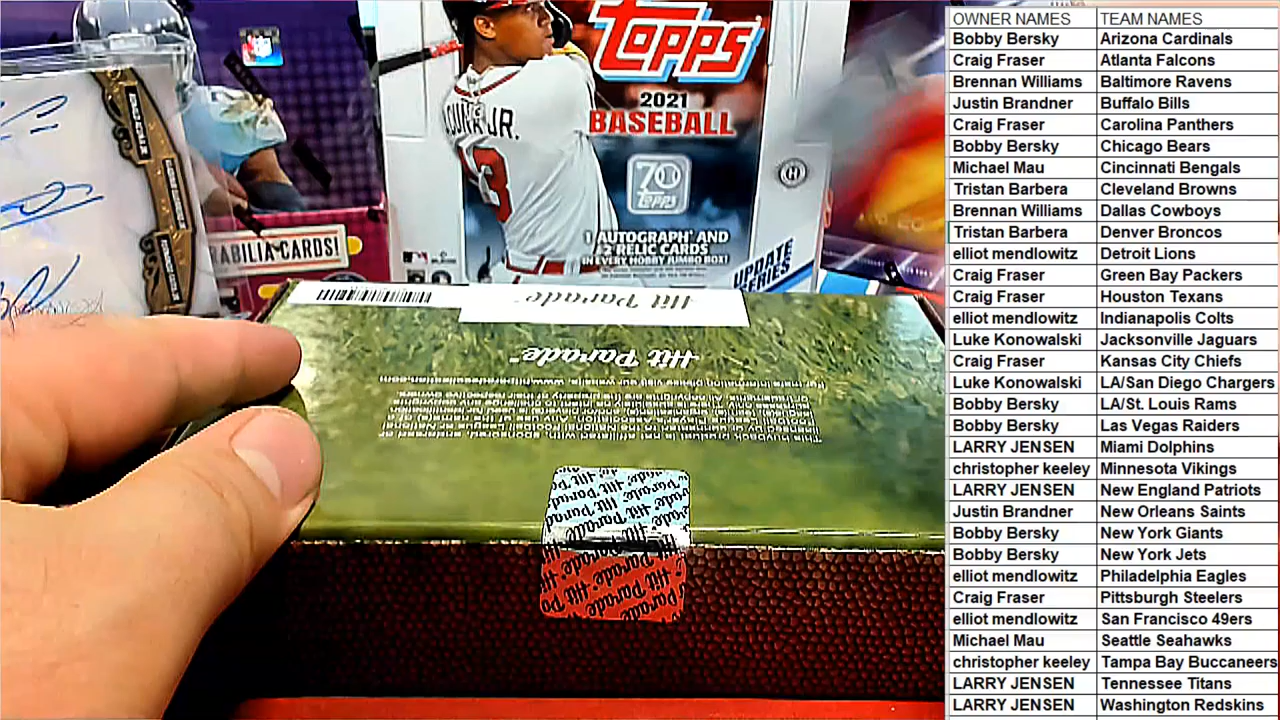 OWNER NAMES TEAM NAMES
Bobby Bersky Arizona Cardinals
Craig Fraser Atlanta Falcons
Brennan Williams Baltimore Ravens
Justin Brandner Buffalo Bills
Craig Fraser Carolina Panthers
Bobby Bersky Chicago Bears
Michael Mau Cincinnati Bengals
Tristan Barbera Cleveland Browns
Brennan Williams Dallas Cowboys
Tristan Barbera Denver Broncos
elliot mendlowitz Detroit Lions
Craig Fraser Green Bay Packers
Craig Fraser Houston Texans
elliot mendlowitz Indianapolis Colts
Luke Konowalski Jacksonville Jaguars
Craig Fraser Kansas City Chiefs
Luke Konowalski LA/San Diego Chargers
Bobby Bersky LA/St. Louis Rams
Bobby Bersky Las Vegas Raiders
LARRY JENSEN Miami Dolphins
christopher keeley Minnesota Vikings
LARRY JENSEN New England Patriots
Justin Brandner New Orleans Saints
Bobby Bersky New York Giants
Bobby Bersky New York Jets
elliot mendlowitz Philadelphia Eagles
Craig Fraser Pittsburgh Steelers
elliot mendlowitz San Francisco 49ers
Michael Mau Seattle Seahawks
christopher keeley Tampa Bay Buccaneers
LARRY JENSEN Tennessee Titans
LARRY JENSEN Washington Redskins
TOPPS
2021
BASEBALL
70
TOPPS
1 AUTOGRAPH AND
2 RELIC CARDS
IN EVERY HOBBY JUMBO BOX!
UPDATE
SERIES
JR.
13
ABILIA CARDS!
Hit Parade
Hit Parade
Hit Parade